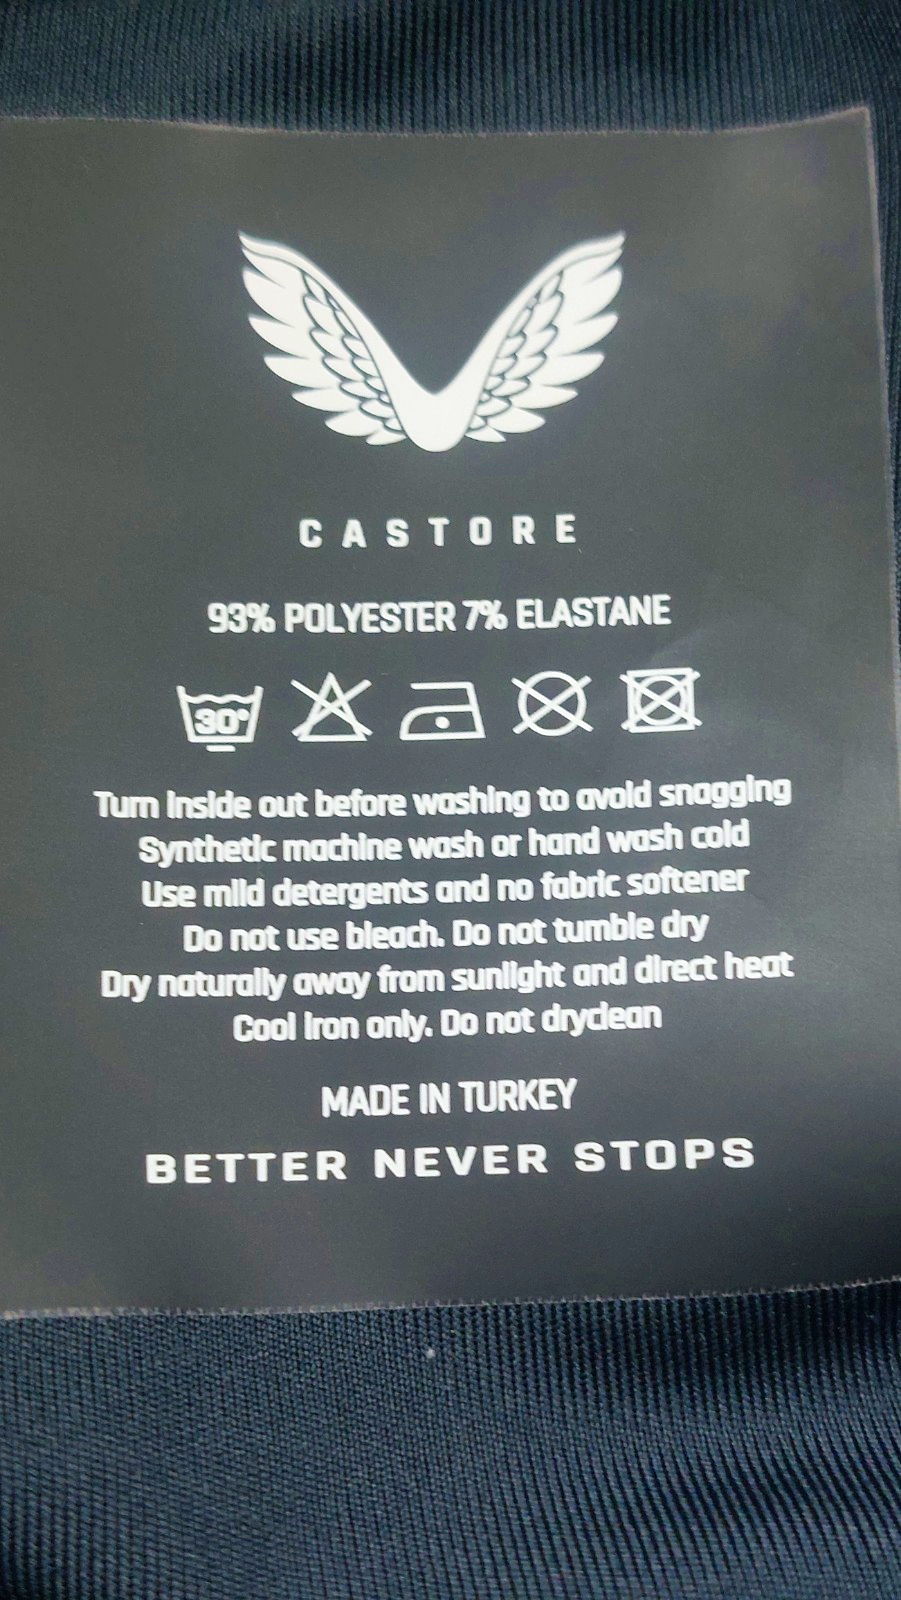 CASTORE
93% POLYESTER 7% ELASTANE
30°
Turn inside out before washing to avoid snagging
Synthetic machine wash or hand wash cold
Use mild detergents and no fabric softener
Do not use bleach. Do not tumble dry
Dry naturally away from sunlight and direct heat
Cool iron only. Do not dryclean
MADE IN TURKEY
BETTER NEVER STOPS